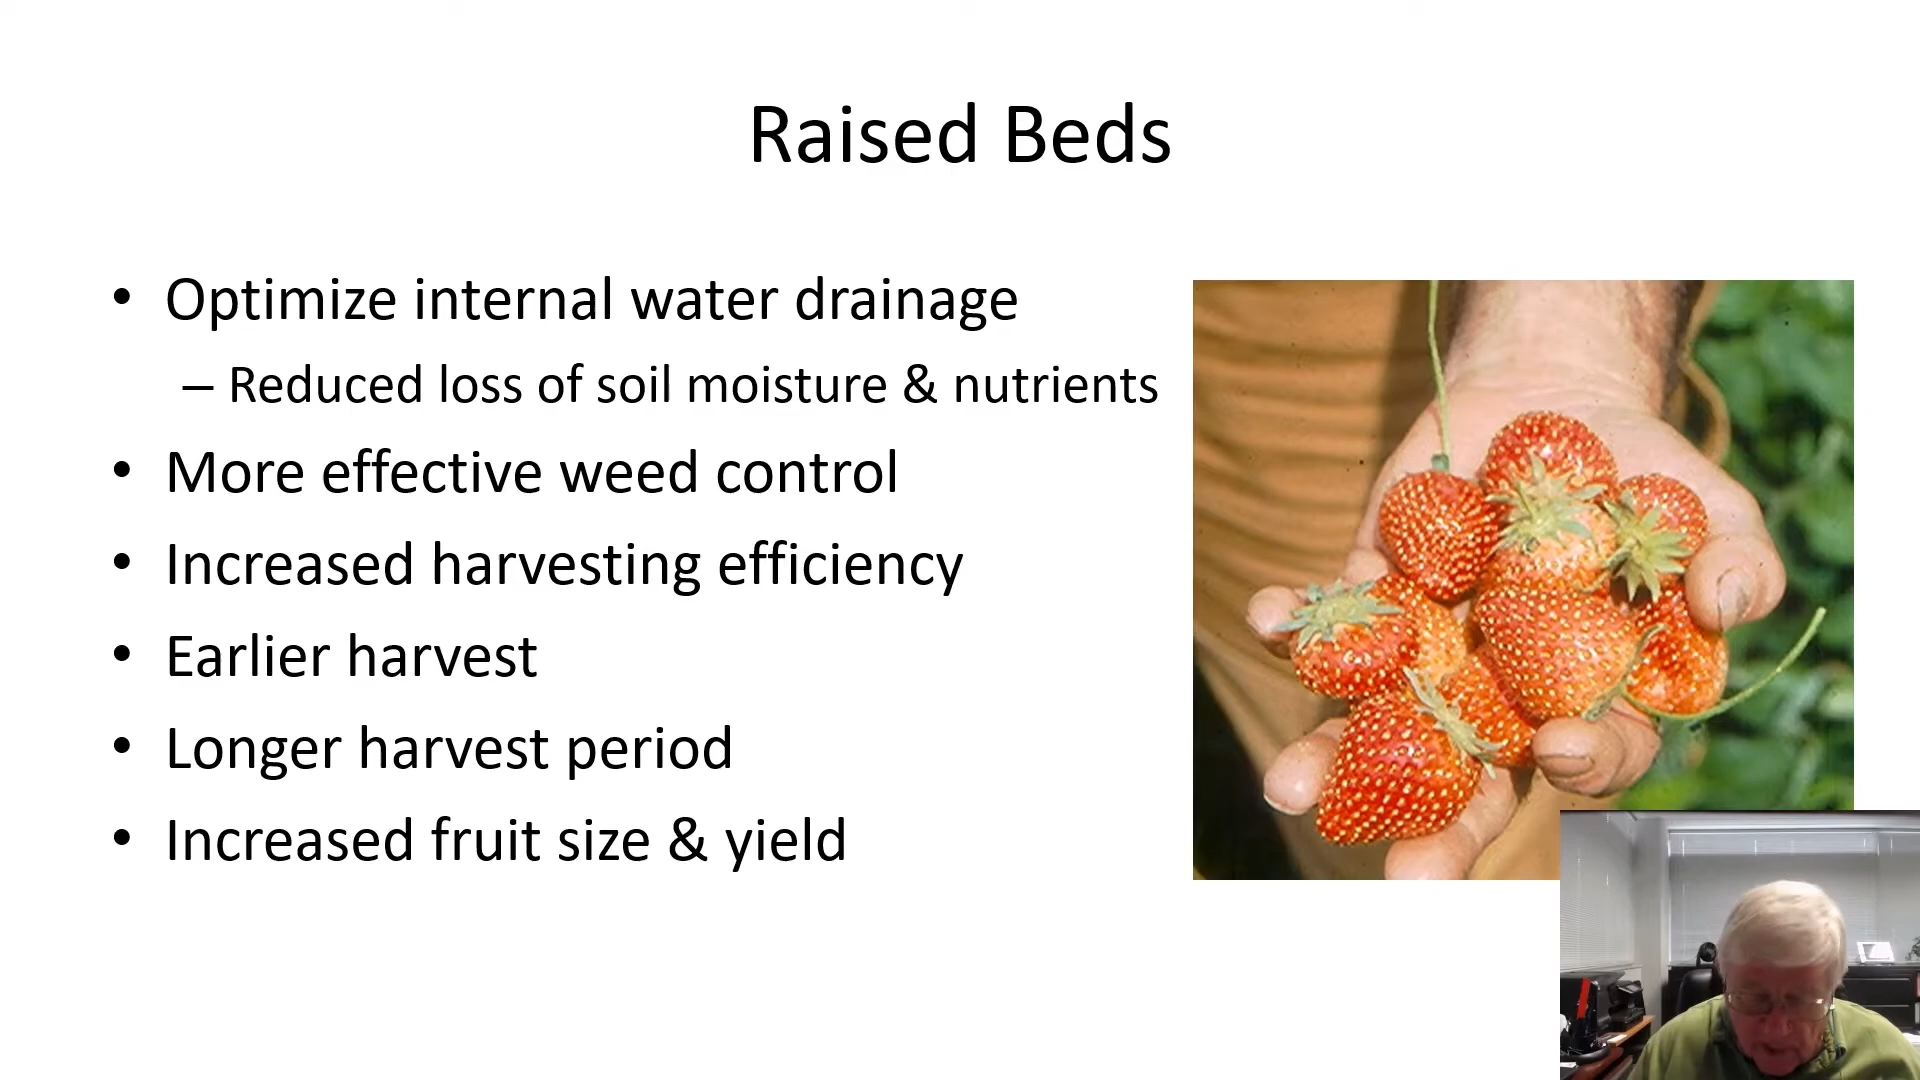 Raised Beds
• Optimize internal water drainage
– Reduced loss of soil moisture & nutrients
• More effective weed control
• Increased harvesting efficiency
• Earlier harvest
• Longer harvest period
• Increased fruit size & yield